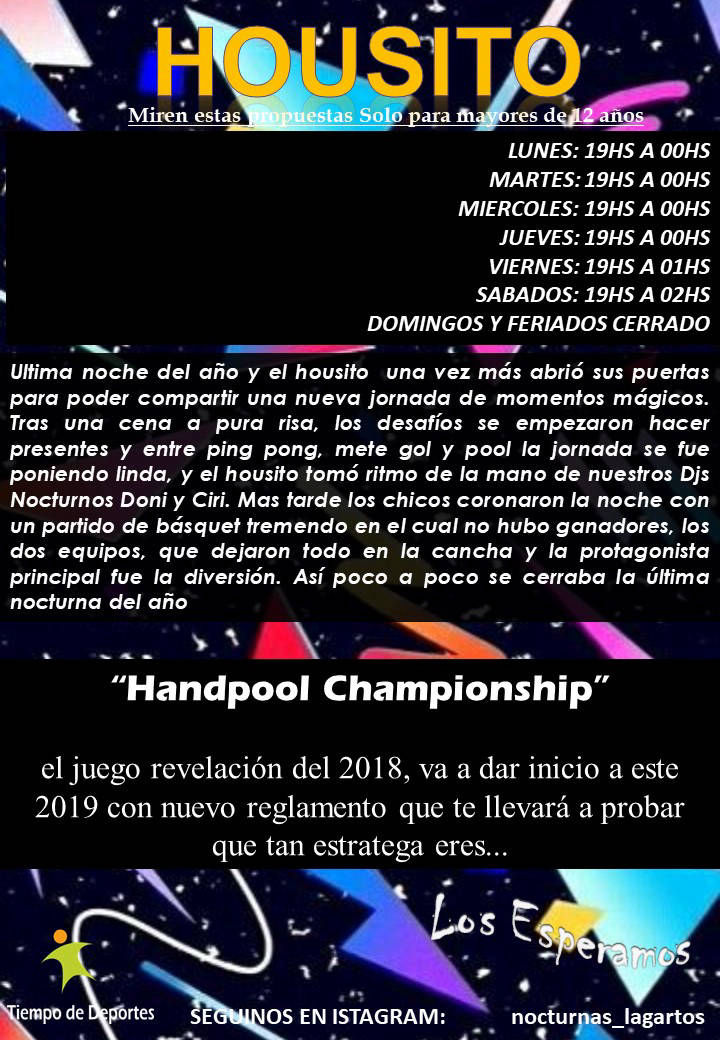 HOUSITO
Miren estas propuestas Solo para mayores de 12 años
LUNES: 19HS A 00HS
MARTES: 19HS A 00HS
MIERCOLES: 19HS A 00HS
JUEVES: 19HS A 00HS
VIERNES: 19HS A 01HS
SABADOS: 19HS A 02HS
DOMINGOS Y FERIADOS CERRADO
Ultima noche del año y el housito una vez más abrió sus puertas
para poder compartir una nueva jornada de momentos mágicos.
Tras una cena a pura risa, los desafíos se empezaron hacer
presentes y entre ping pong, mete gol y pool la jornada se fue
poniendo linda, y el housito tomó ritmo de la mano de nuestros Djs
Nocturnos Doni y Ciri. Mas tarde los chicos coronaron la noche con
un partido de básquet tremendo en el cual no hubo ganadores, los
dos equipos, que dejaron todo en la cancha y la protagonista
principal fue la diversión. Así poco a poco se cerraba la última
nocturna del año
“Handpool Championship”
el juego revelación del 2018, va a dar inicio a este
2019 con nuevo reglamento que te llevará a probar
que tan estratega eres...
Los Esperamos
Tiempo de Deportes
SEGUINOS EN ISTAGRAM: nocturnas_lagartos